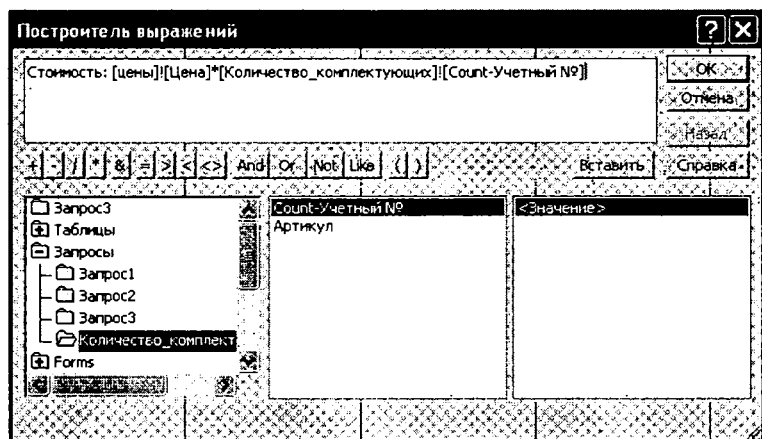 Построитель выражений
Стоимость: [цены]![Цена]*[Количество_комплектующих]![Count-Учетный №]
OK
Отмена
Назад
+ - / * & = > < <> And Or Not Like ( ) Вставить Справка
Запрос3
Таблицы
Запросы
Запрос1
Запрос2
Запрос3
Количество_комплект
Forms
Count-Учетный №
Артикул
<Значение>